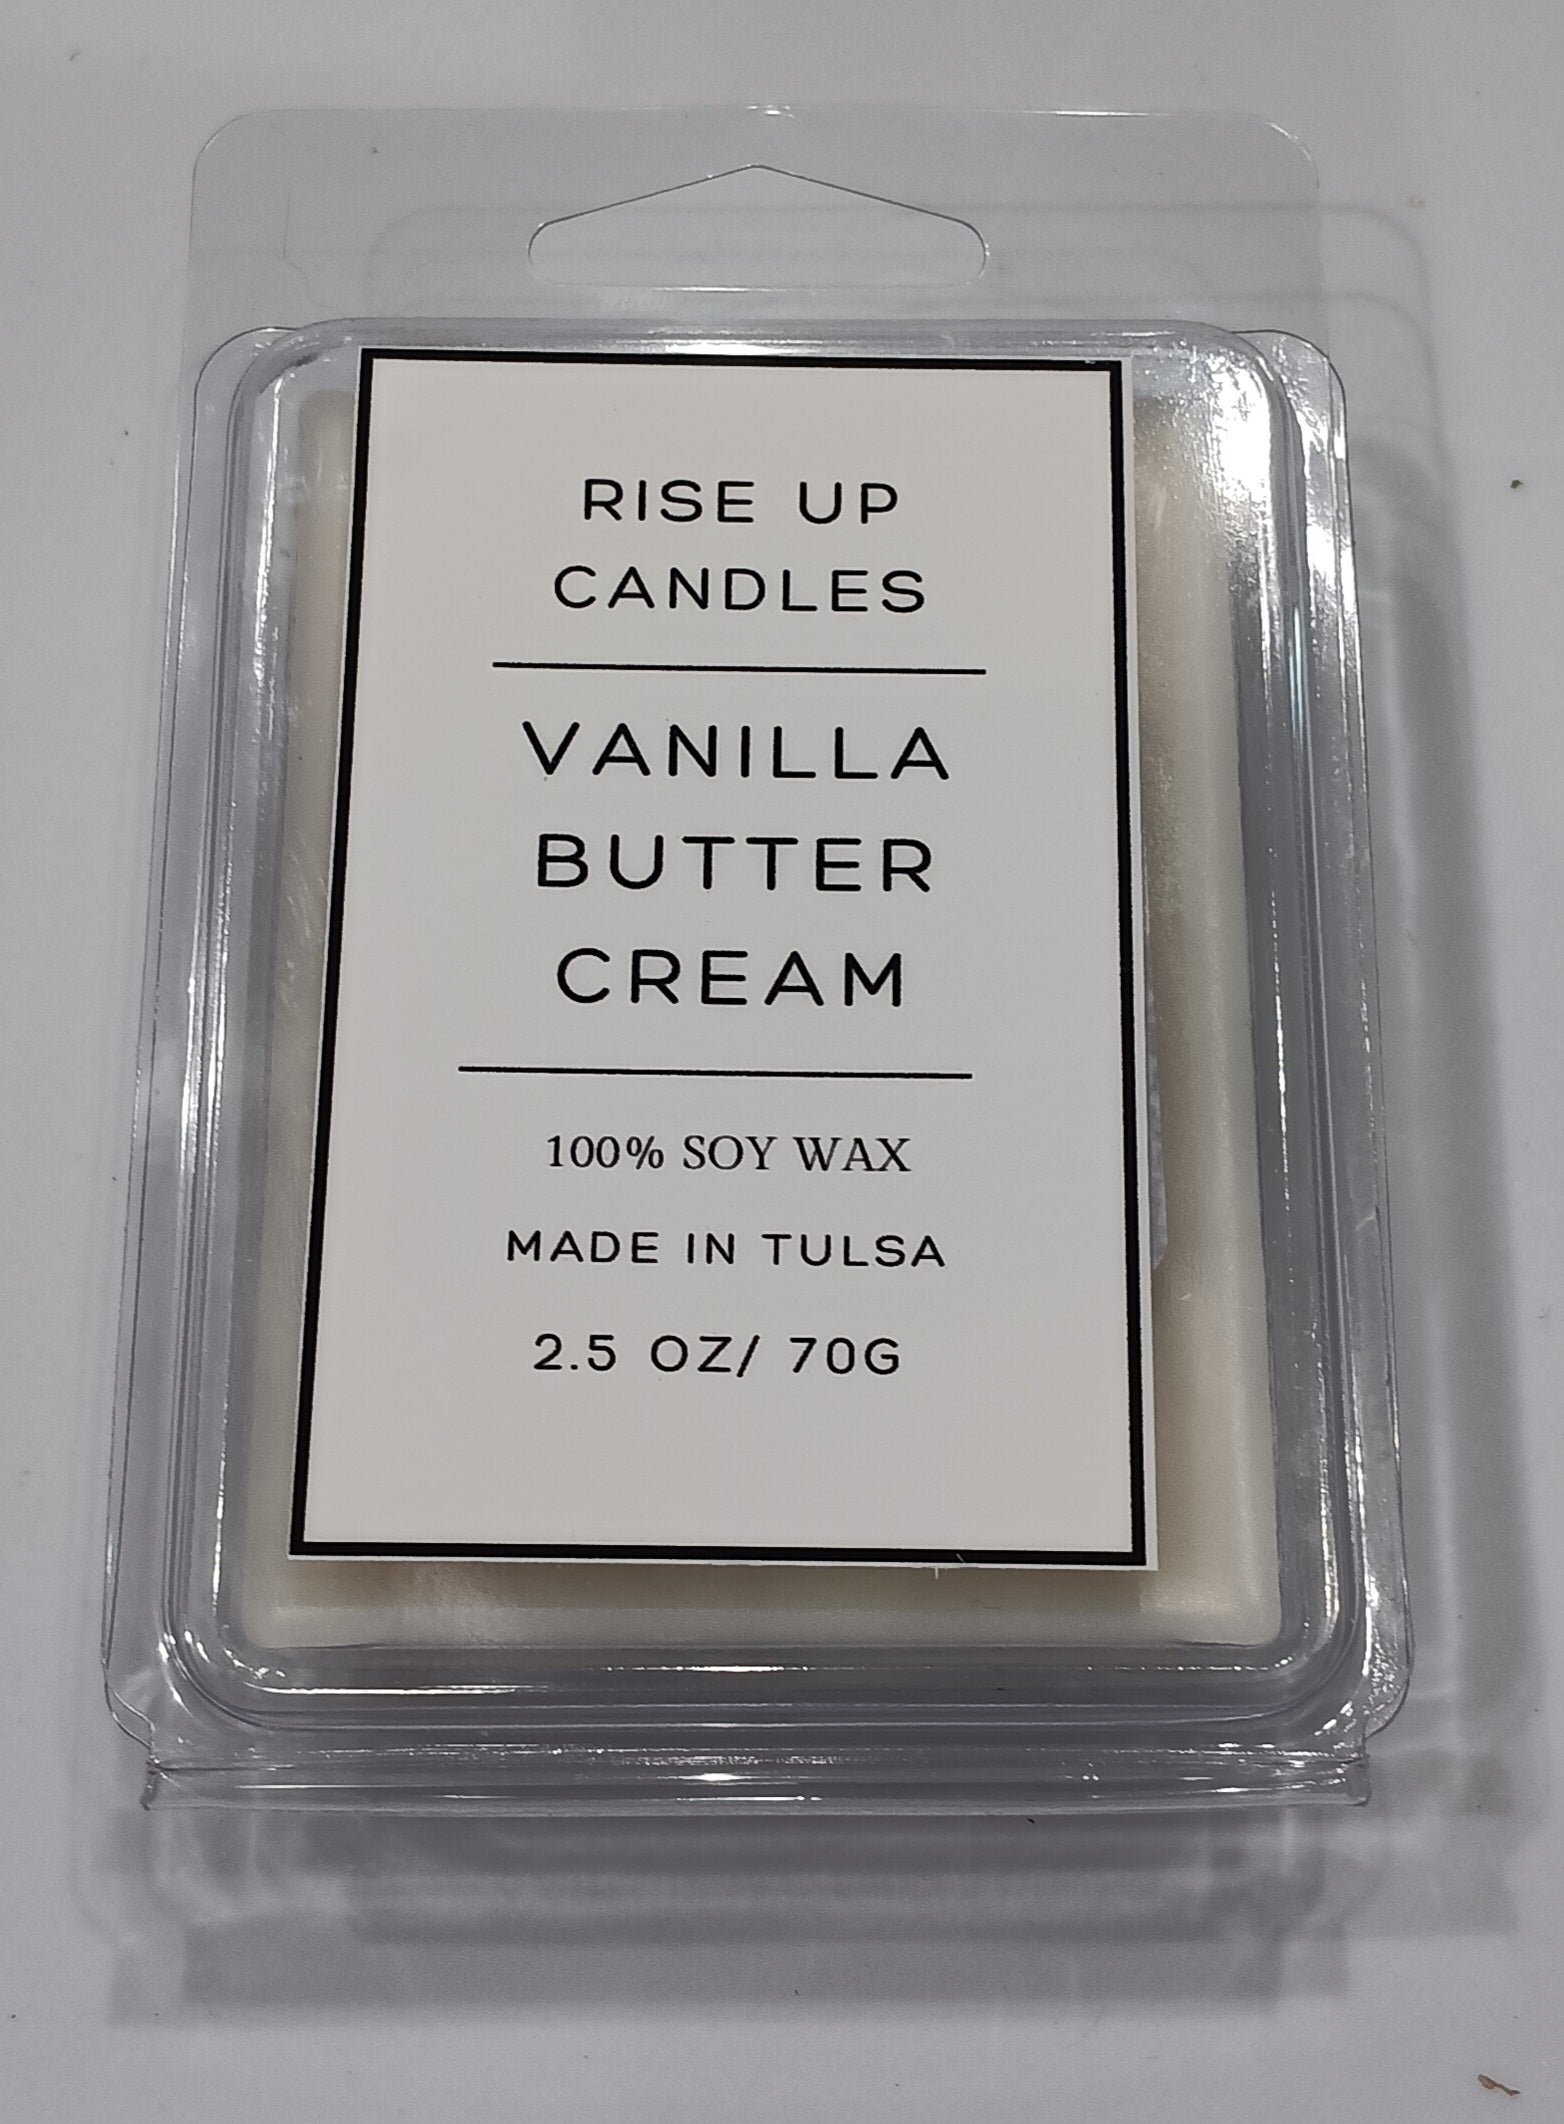 RISE UP
CANDLES
VANILLA
BUTTER
CREAM
100% SOY WAX
MADE IN TULSA
2.5 OZ/ 70G